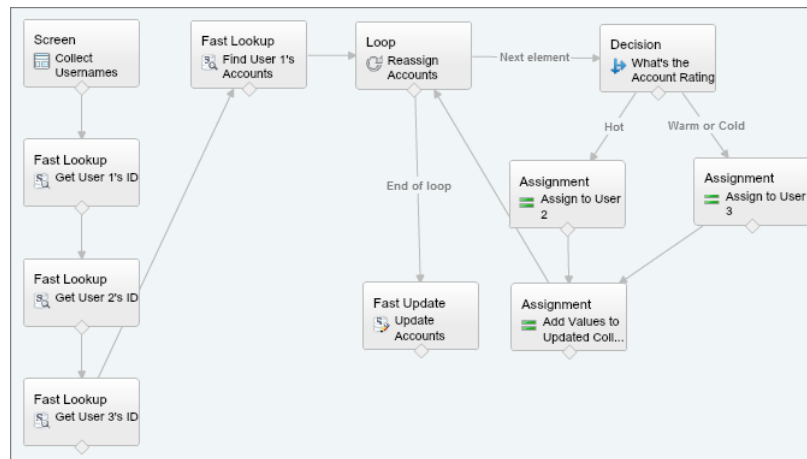 Screen
Collect
Usernames
Fast Lookup
Get User 1's ID
Fast Lookup
Get User 2's ID
Fast Lookup
Get User 3's ID
Fast Lookup
Find User 1's
Accounts
Loop
Reassign
Accounts
Next element
Decision
What's the
Account Rating
Hot
Warm or Cold
End of loop
Assignment
Assign to User
2
Assignment
Assign to User
3
Fast Update
Update
Accounts
Assignment
Add Values to
Updated Coll...